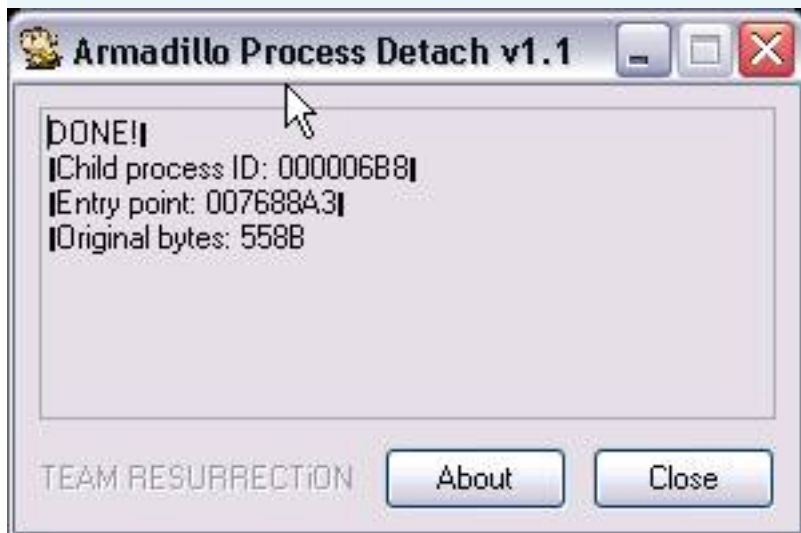 Armadillo Process Detach v1.1
DONE!
Child process ID: 000006B8
Entry point: 007688A3
Original bytes: 558B
TEAM RESURRECTiON
About
Close